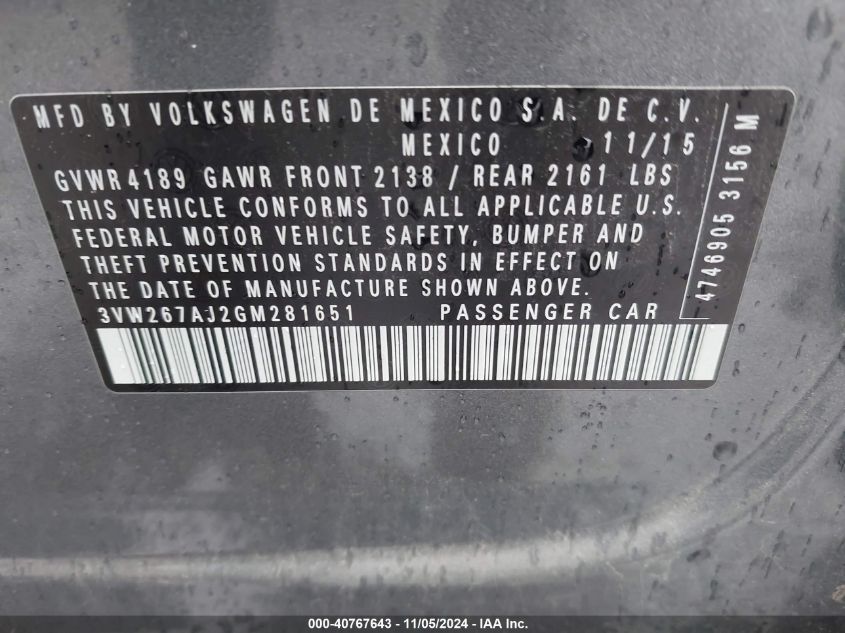 MFD BY VOLKSWAGEN DE MEXICO S.A. DE C.V.
MEXICO 11/15
GVWR 4189 GAWR FRONT 2138 / REAR 2161 LBS
THIS VEHICLE CONFORMS TO ALL APPLICABLE U.S.
FEDERAL MOTOR VEHICLE SAFETY, BUMPER AND
THEFT PREVENTION STANDARDS IN EFFECT ON
THE DATE OF MANUFACTURE SHOWN ABOVE.
3VW267AJ2GM281651 PASSENGER CAR
4746905 3156 M
000-40767643 - 11/05/2024 - IAA Inc.